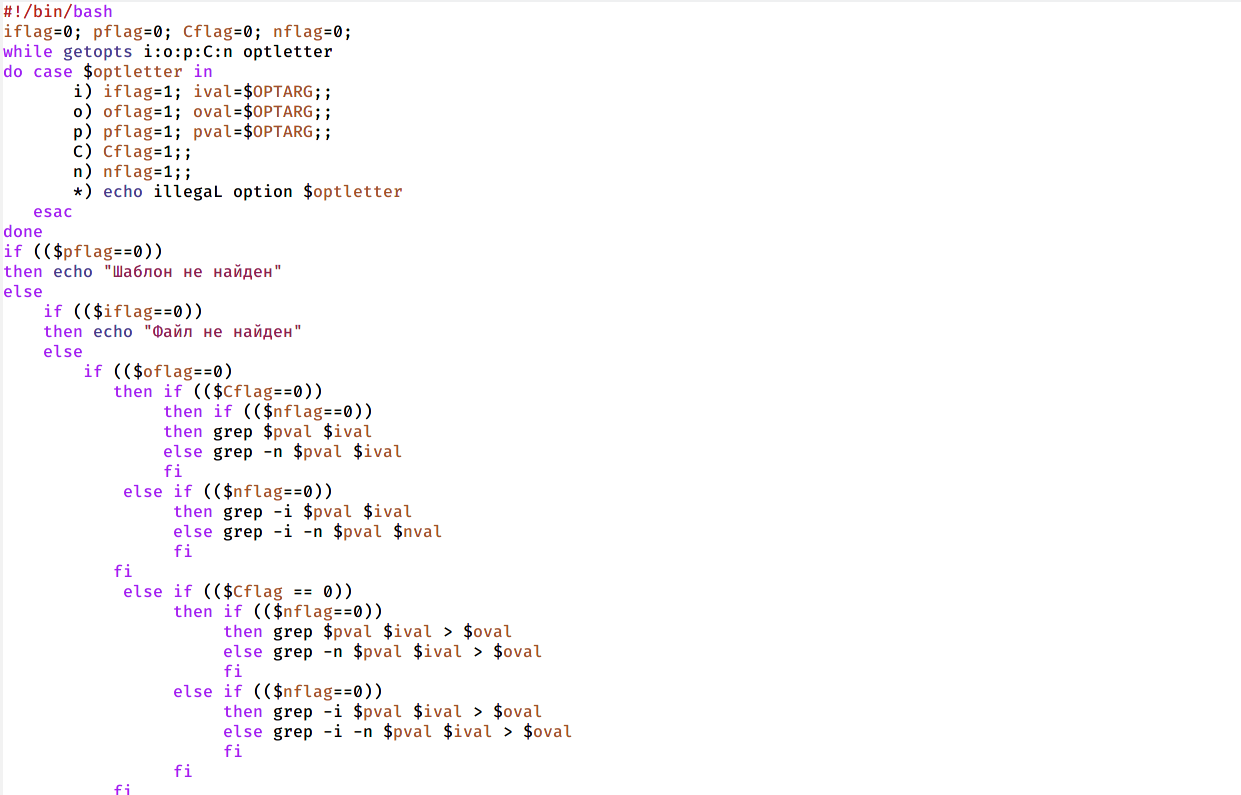 #!/bin/bash
iflag=0; pflag=0; Cflag=0; nflag=0;
while getopts i:o:p:C:n optletter
do case $optletter in
       i) iflag=1; ival=$OPTARG;;
       o) oflag=1; oval=$OPTARG;;
       p) pflag=1; pval=$OPTARG;;
       C) Cflag=1;;
       n) nflag=1;;
       *) echo illegaL option $optletter
   esac
done
if (($pflag==0))
then echo "Шаблон не найден"
else
    if (($iflag==0))
    then echo "Файл не найден"
    else
        if (($oflag==0)
           then if (($Cflag==0))
                then if (($nflag==0))
                then grep $pval $ival
                else grep -n $pval $ival
                fi
            else if (($nflag==0))
                 then grep -i $pval $ival
                 else grep -i -n $pval $nval
                 fi
           fi
            else if (($Cflag == 0))
                 then if (($nflag==0))
                      then grep $pval $ival > $oval
                      else grep -n $pval $ival > $oval
                      fi
                 else if (($nflag==0))
                      then grep -i $pval $ival > $oval
                      else grep -i -n $pval $ival > $oval
                      fi
                 fi
           fi